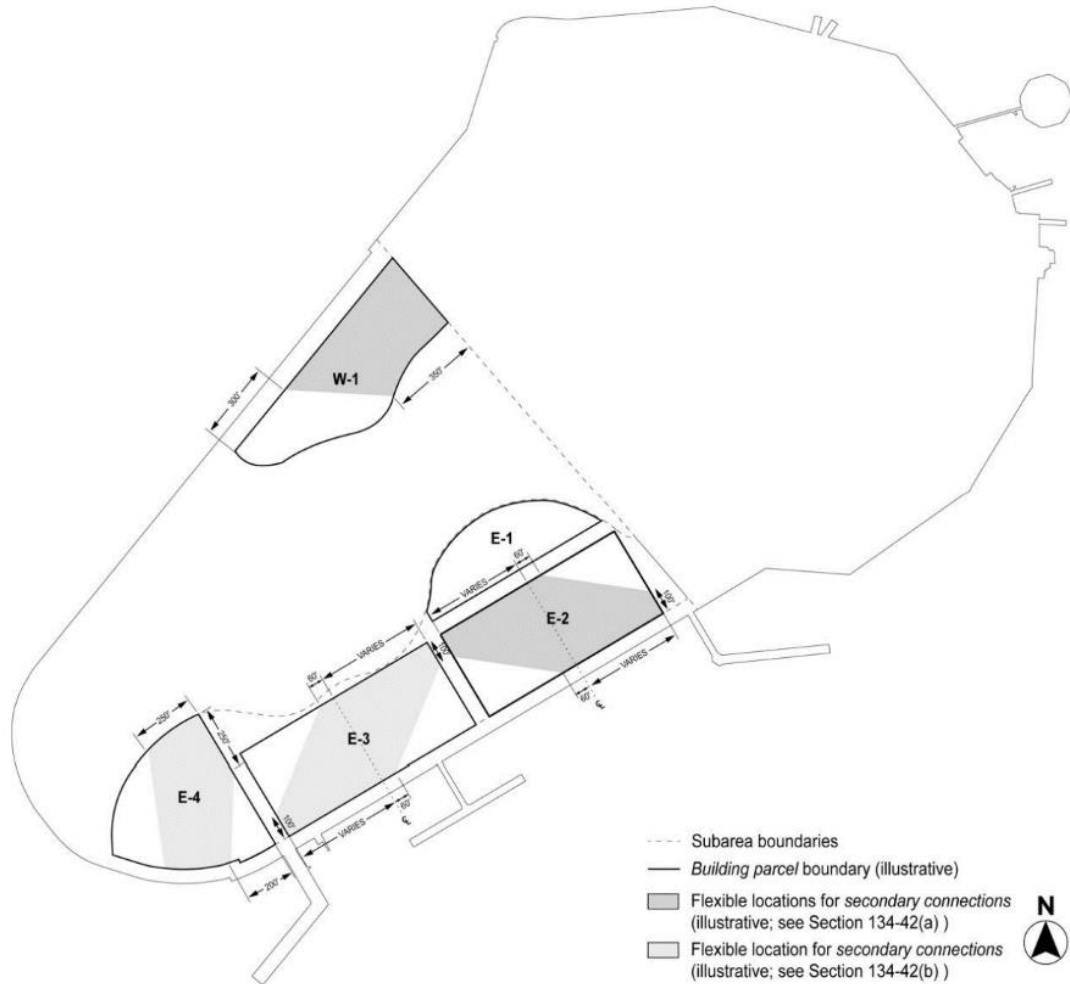 W-1
300'
350'
E-1
60'
VARIES
E-2
100'
100'
VARIES
60'
℄
VARIES
60'
E-3
60'
℄
VARIES
100'
250'
250'
E-4
200'
Subarea boundaries
Building parcel boundary (illustrative)
Flexible locations for secondary connections
(illustrative; see Section 134-42(a) )
Flexible location for secondary connections
(illustrative; see Section 134-42(b) )
N